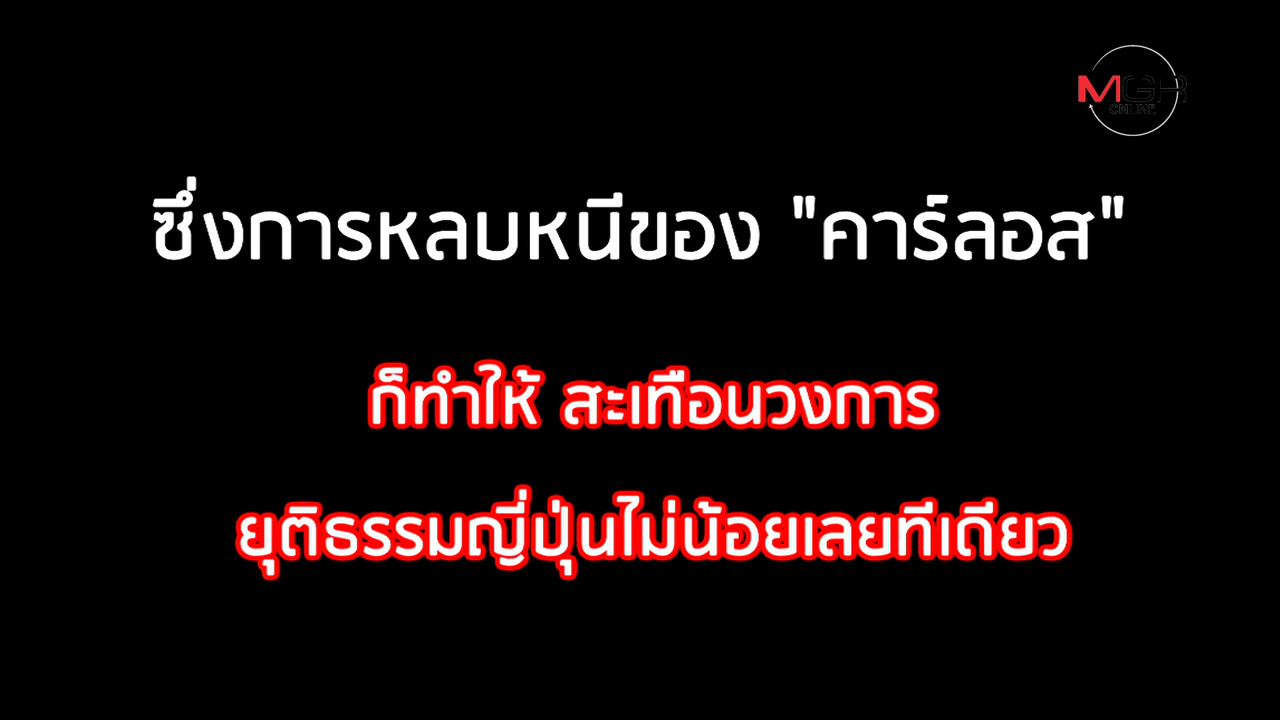 MGR
ONLINE
ซึ่งการหลบหนีของ "คาร์ลอส"
ก็ทำให้ สะเทือนวงการ
ยุติธรรมญี่ปุ่นไม่น้อยเลยทีเดียว